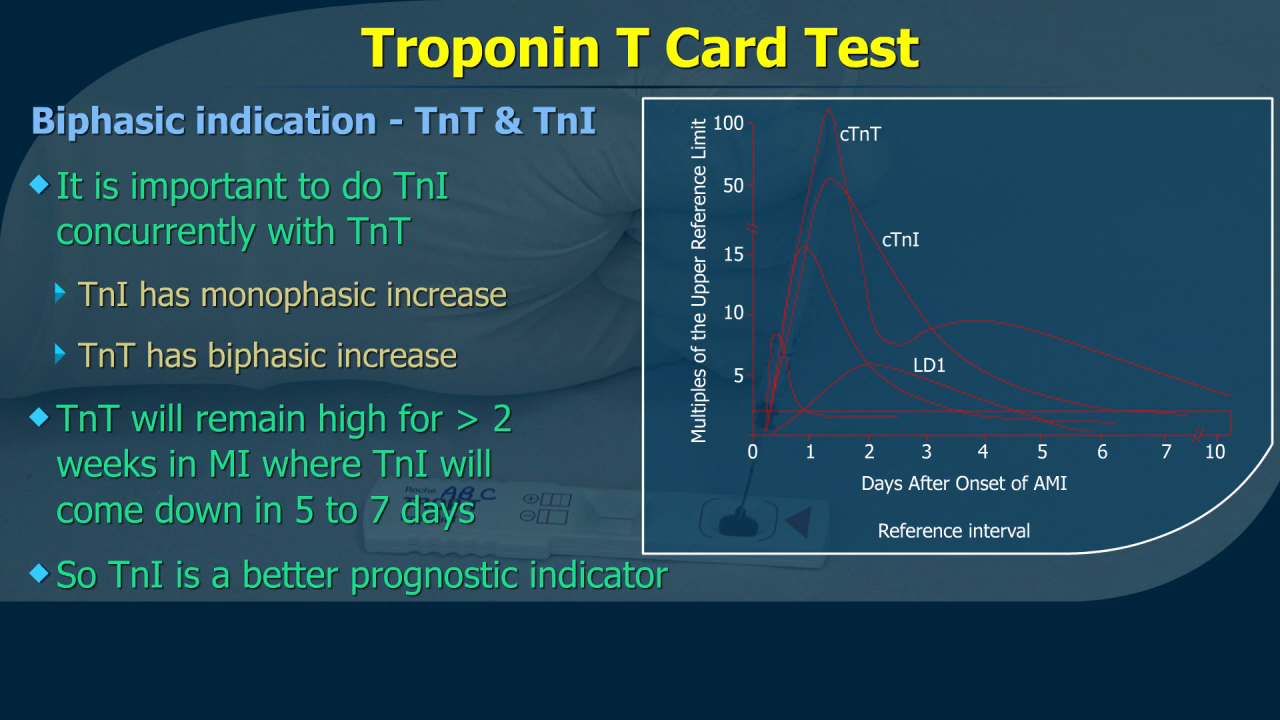 Troponin T Card Test
Biphasic indication - TnT & TnI
It is important to do TnI
concurrently with TnT
TnI has monophasic increase
TnT has biphasic increase
TnT will remain high for > 2
weeks in MI where TnI will
come down in 5 to 7 days
So TnI is a better prognostic indicator
Multiples of the Upper Reference Limit
100
50
15
10
5
cTnT
cTnI
LD1
0 1 2 3 4 5 6 7 10
Days After Onset of AMI
Reference interval
Roche
ABC